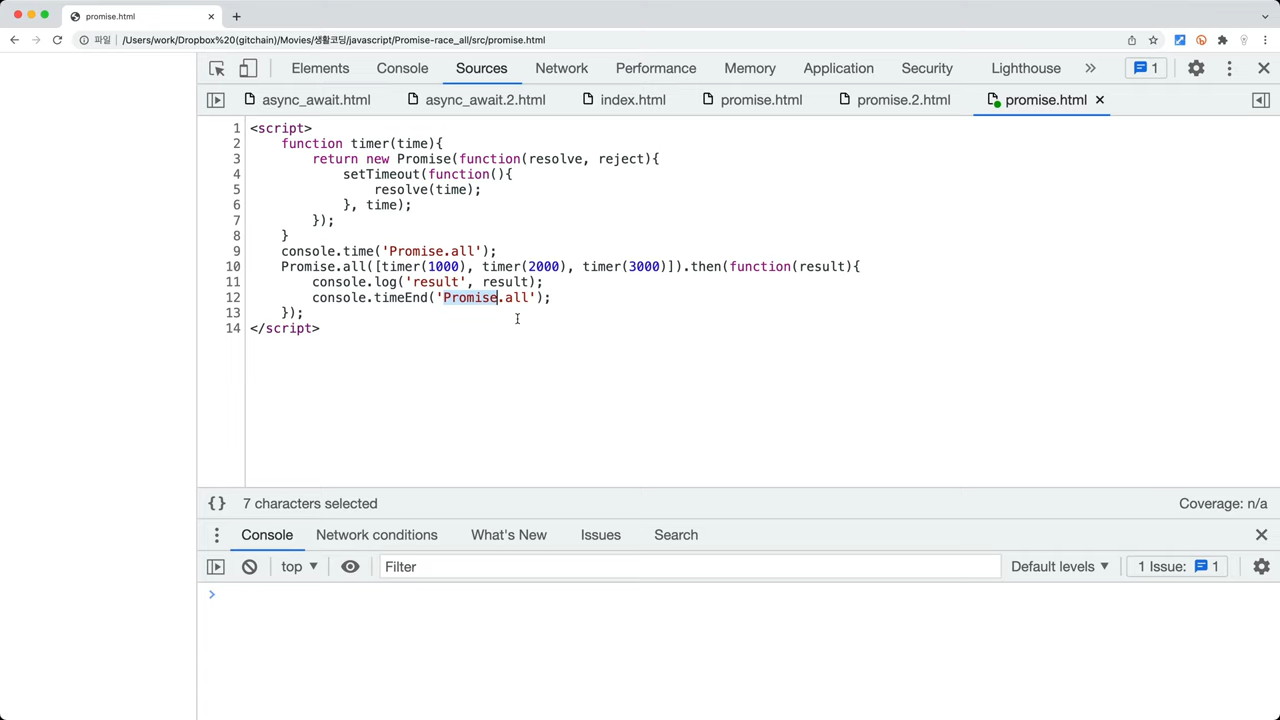 promise.html
파일 /Users/work/Dropbox%20(gitchain)/Movies/생활코딩/javascript/Promise-race_all/src/promise.html
Elements Console Sources Network Performance Memory Application Security Lighthouse » 1
async_await.html async_await.2.html index.html promise.html promise.2.html promise.html
1 <script>
2 function timer(time){
3 return new Promise(function(resolve, reject){
4 setTimeout(function(){
5 resolve(time);
6 }, time);
7 });
8 }
9 console.time('Promise.all');
10 Promise.all([timer(1000), timer(2000), timer(3000)]).then(function(result){
11 console.log('result', result);
12 console.timeEnd('Promise.all');
13 });
14 </script>
{} 7 characters selected Coverage: n/a
Console Network conditions What's New Issues Search
top Filter Default levels 1 Issue: 1
>